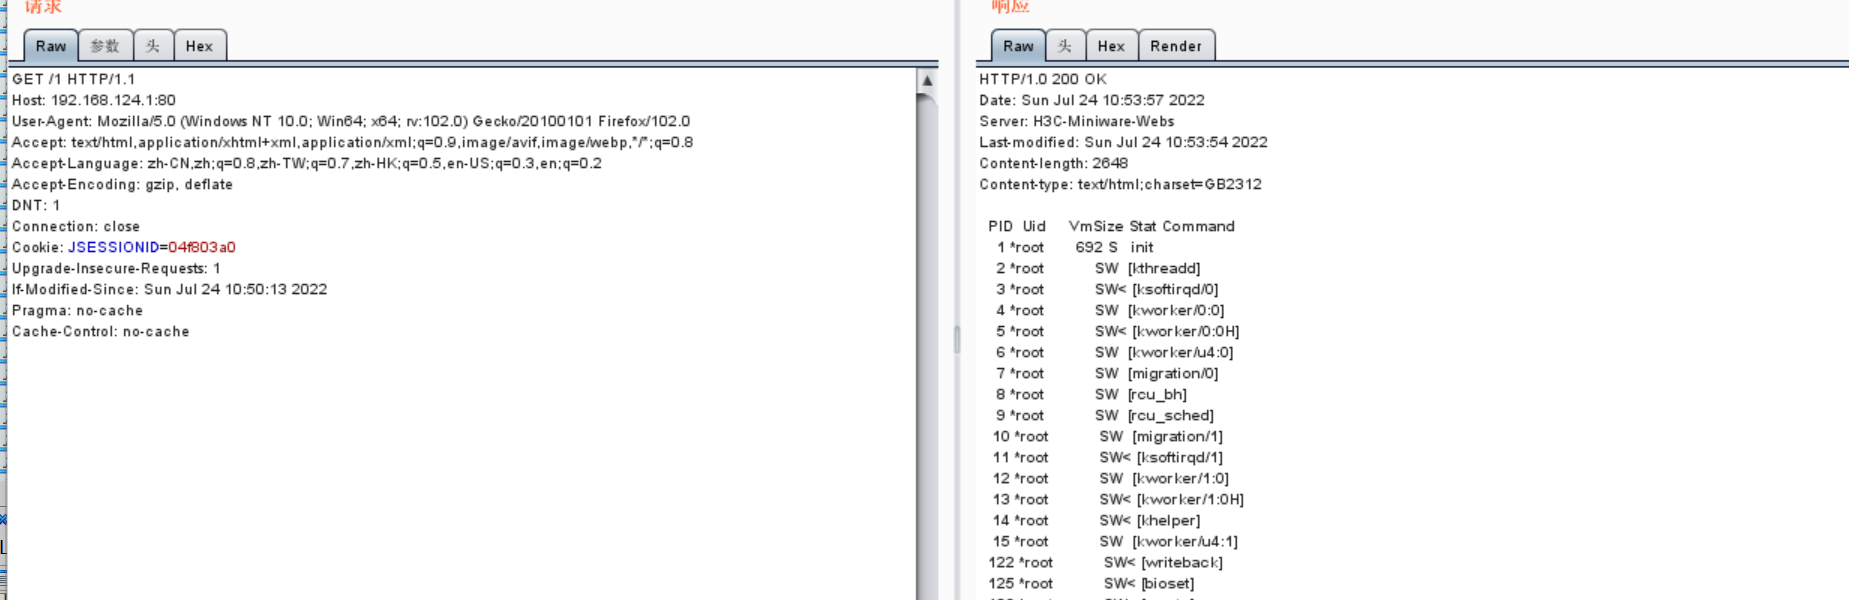 请求
Raw 参数 头 Hex
GET /1 HTTP/1.1
Host: 192.168.124.1:80
User-Agent: Mozilla/5.0 (Windows NT 10.0; Win64; x64; rv:102.0) Gecko/20100101 Firefox/102.0
Accept: text/html,application/xhtml+xml,application/xml;q=0.9,image/avif,image/webp,*/*;q=0.8
Accept-Language: zh-CN,zh;q=0.8,zh-TW;q=0.7,zh-HK;q=0.5,en-US;q=0.3,en;q=0.2
Accept-Encoding: gzip, deflate
DNT: 1
Connection: close
Cookie: JSESSIONID=04f803a0
Upgrade-Insecure-Requests: 1
If-Modified-Since: Sun Jul 24 10:50:13 2022
Pragma: no-cache
Cache-Control: no-cache
响应
Raw 头 Hex Render
HTTP/1.0 200 OK
Date: Sun Jul 24 10:53:57 2022
Server: H3C-Miniware-Webs
Last-modified: Sun Jul 24 10:53:54 2022
Content-length: 2648
Content-type: text/html;charset=GB2312
PID Uid VmSize Stat Command
1 *root 692 S init
2 *root SW [kthreadd]
3 *root SW< [ksoftirqd/0]
4 *root SW [kworker/0:0]
5 *root SW< [kworker/0:0H]
6 *root SW [kworker/u4:0]
7 *root SW [migration/0]
8 *root SW [rcu_bh]
9 *root SW [rcu_sched]
10 *root SW [migration/1]
11 *root SW< [ksoftirqd/1]
12 *root SW [kworker/1:0]
13 *root SW< [kworker/1:0H]
14 *root SW< [khelper]
15 *root SW [kworker/u4:1]
122 *root SW< [writeback]
125 *root SW< [bioset]